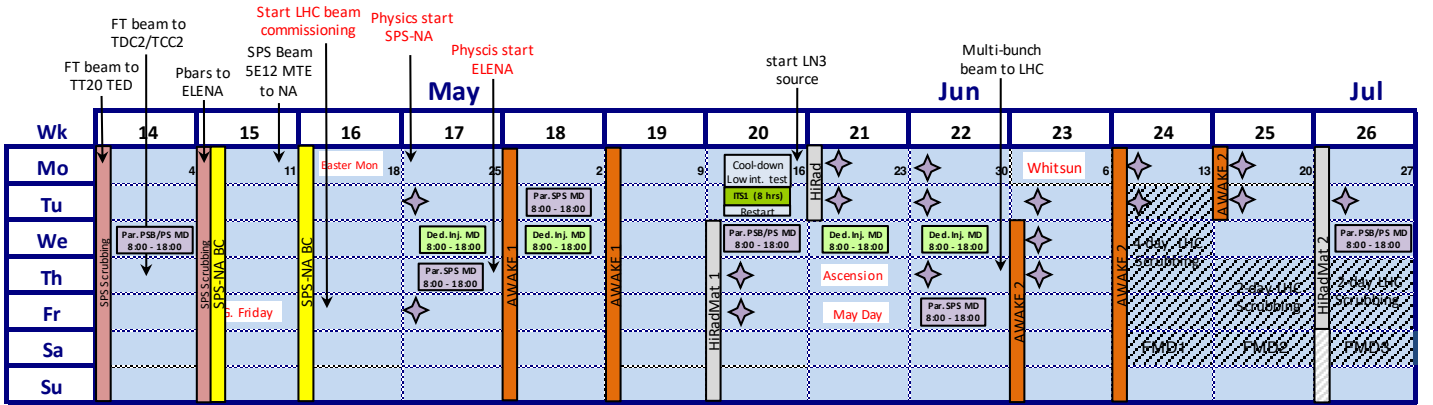 FT beam to
TDC2/TCC2
Start LHC beam
commissioning
Physics start
SPS-NA
FT beam to
TT20 TED
Pbars to
ELENA
SPS Beam
5E12 MTE
to NA
Physcis start
ELENA
start LN3
source
Multi-bunch
beam to LHC
May
Jun
Jul
Wk 14 15 16 17 18 19 20 21 22 23 24 25 26
Mo 4 11 Easter Mon 18 25 2 9 Cool-down 16 23 30 Whitsun 6 13 20 27
Low int. test
Tu Par. SPS MD ITS1 (8 hrs)
8:00 - 18:00 Restart
We Par. PSB/PS MD Ded. Inj. MD Ded. Inj. MD Par. PSB/PS MD Ded. Inj. MD Ded. Inj. MD 4-day LHC Par. PSB/PS MD
8:00 - 18:00 8:00 - 18:00 8:00 - 18:00 8:00 - 18:00 8:00 - 18:00 8:00 - 18:00 Scrubbing 8:00 - 18:00
Th Par. SPS MD Ascension 2-day LHC 2-day LHC
8:00 - 18:00 Scrubbing Scrubbing
Fr G. Friday May Day Par. SPS MD
8:00 - 18:00
Sa FMD1 FMD2 FMD3
Su
SPS Scrubbing
SPS Scrubbing
SPS-NA BC
SPS-NA BC
AWAKE 1
AWAKE 1
HiRadMat 1
HiRad
AWAKE 2
AWAKE 2
AWAKE 2
HiRadMat 2